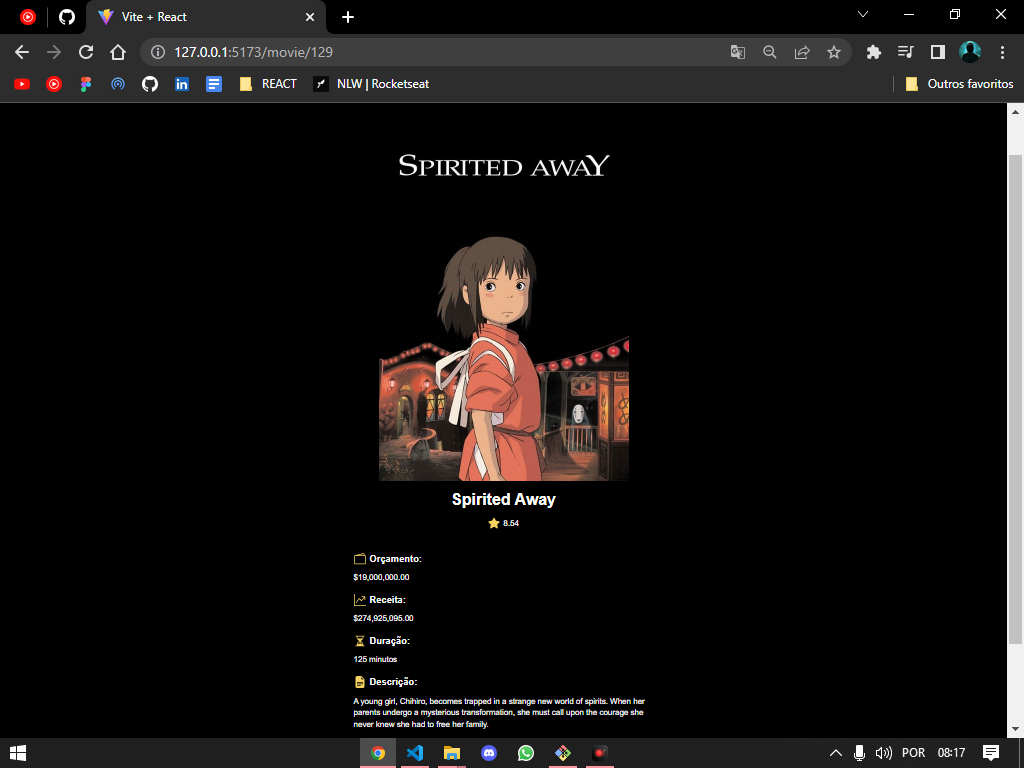 Vite + React
127.0.0.1:5173/movie/129
REACT
NLW | Rocketseat
Outros favoritos
SPIRITED AWAY
Spirited Away
8.54
Orçamento:
$19,000,000.00
Receita:
$274,925,095.00
Duração:
125 minutos
Descrição:
A young girl, Chihiro, becomes trapped in a strange new world of spirits. When her
parents undergo a mysterious transformation, she must call upon the courage she
never knew she had to free her family.
POR
08:17